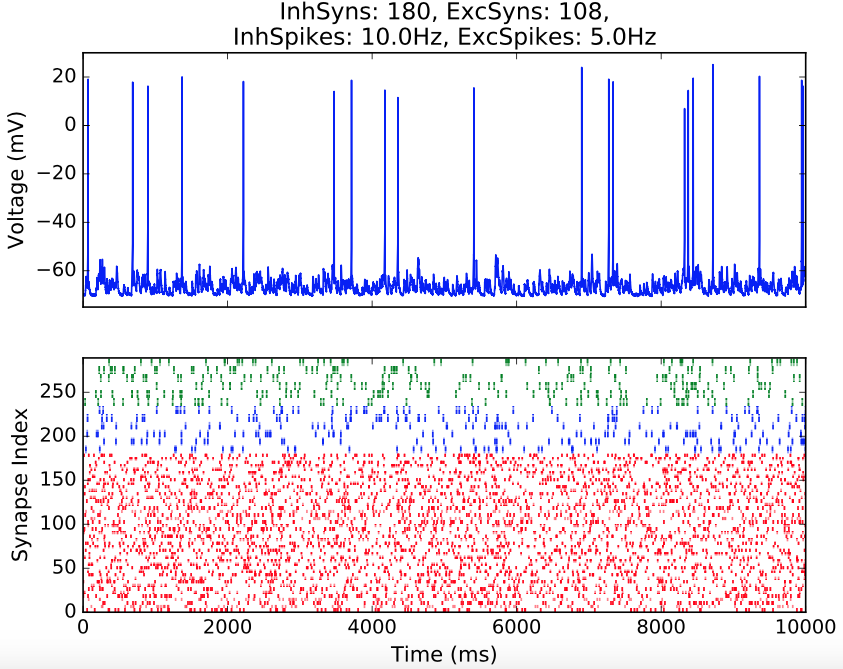 InhSyns: 180, ExcSyns: 108,
InhSpikes: 10.0Hz, ExcSpikes: 5.0Hz
Voltage (mV)
20
0
−20
−40
−60
Synapse Index
250
200
150
100
50
0
0 2000 4000 6000 8000 10000
Time (ms)